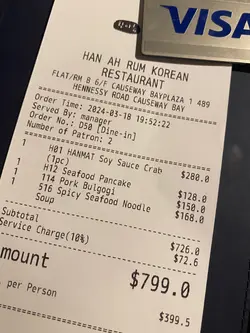 VISA
HAN AH RUM KOREAN
RESTAURANT
FLAT/RM B 6/F CAUSEWAY BAYPLAZA 1 489
HENNESSY ROAD CAUSEWAY BAY
Order Time: 2024-03-18 19:52:22
Served By: manager
Order No.: D50 [Dine-in]
Number of Patron: 2
1 H01 HANMAT Soy Sauce Crab $280.0
(1pc)
1 H12 Seafood Pancake $128.0
1 114 Pork Bulgogi $150.0
1 516 Spicy Seafood Noodle $168.0
Soup
Subtotal $726.0
Service Charge(10%) $72.6
mount $799.0
per Person $399.5